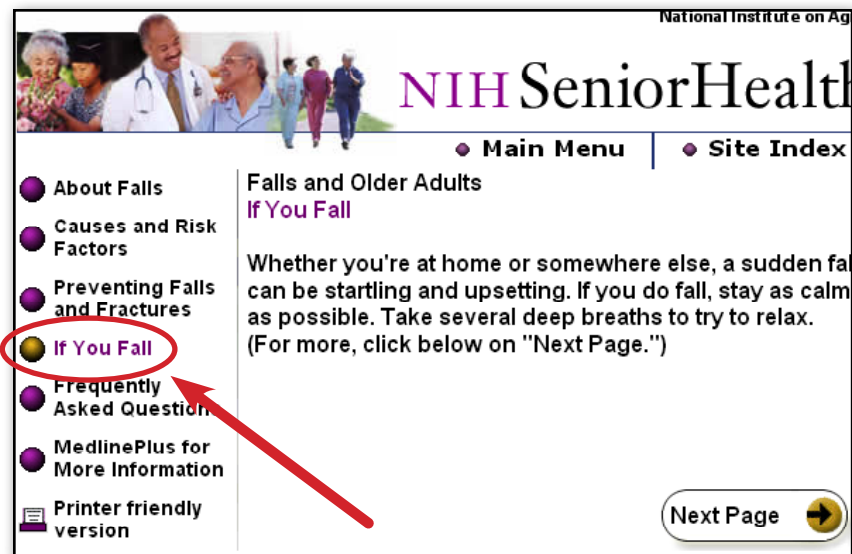 National Institute on Ag
NIH SeniorHealth
Main Menu
Site Index
About Falls
Causes and Risk
Factors
Preventing Falls
and Fractures
If You Fall
Frequently
Asked Questions
MedlinePlus for
More Information
Printer friendly
version
Falls and Older Adults
If You Fall
Whether you're at home or somewhere else, a sudden fal
can be startling and upsetting. If you do fall, stay as calm
as possible. Take several deep breaths to try to relax.
(For more, click below on "Next Page.")
Next Page